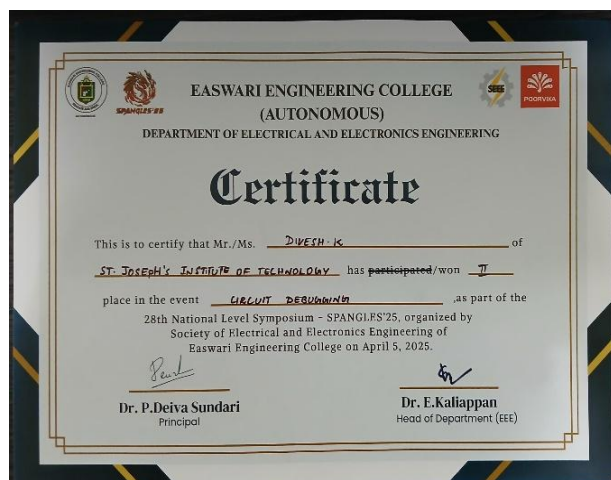 SPANGLES'25
SEEE
POORVIKA
EASWARI ENGINEERING COLLEGE
(AUTONOMOUS)
DEPARTMENT OF ELECTRICAL AND ELECTRONICS ENGINEERING
Certificate
This is to certify that Mr./Ms. DIVESH.K of
ST. JOSEPH'S INSTITUTE OF TECHNOLOGY has participated/won II
place in the event CIRCUIT DEBUGGING ,as part of the
28th National Level Symposium - SPANGLES'25, organized by
Society of Electrical and Electronics Engineering of
Easwari Engineering College on April 5, 2025.
Dr. P.Deiva Sundari
Principal
Dr. E.Kaliappan
Head of Department (EEE)